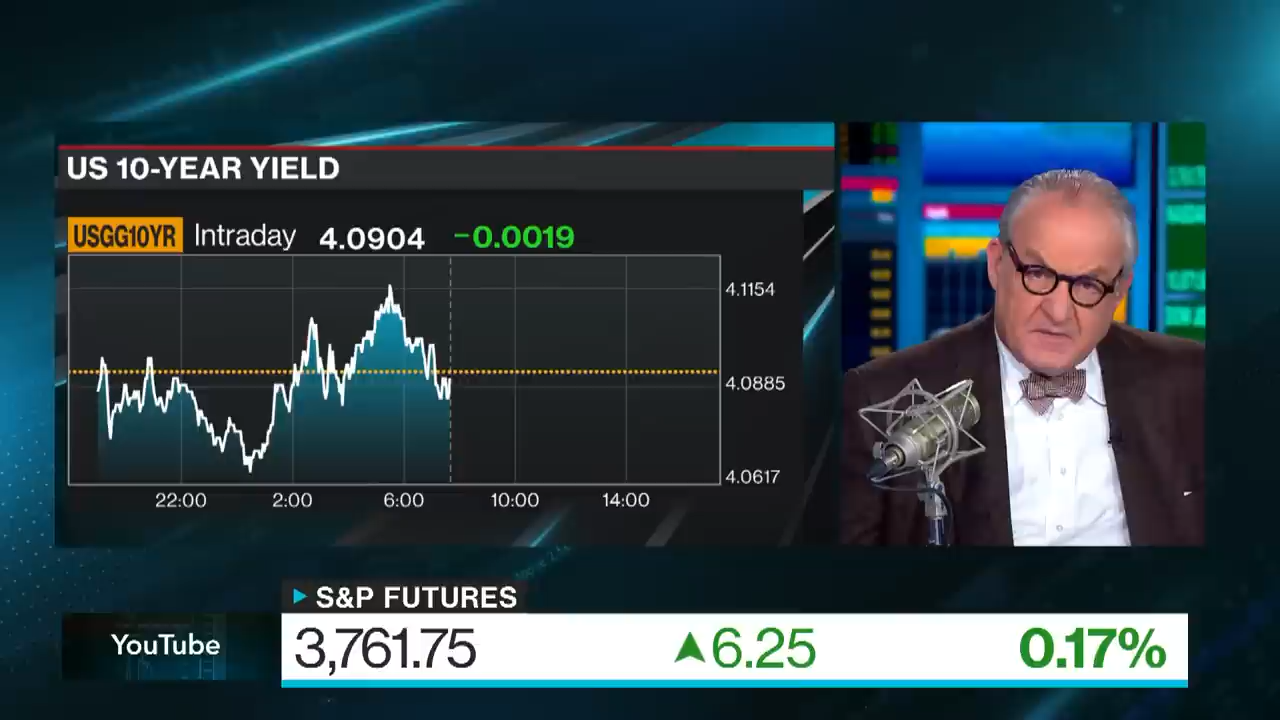 US 10-YEAR YIELD
USGG10YR Intraday 4.0904 -0.0019
4.1154
4.0885
4.0617
22:00 2:00 6:00 10:00 14:00
S&P FUTURES
YouTube 3,761.75 ▲6.25 0.17%